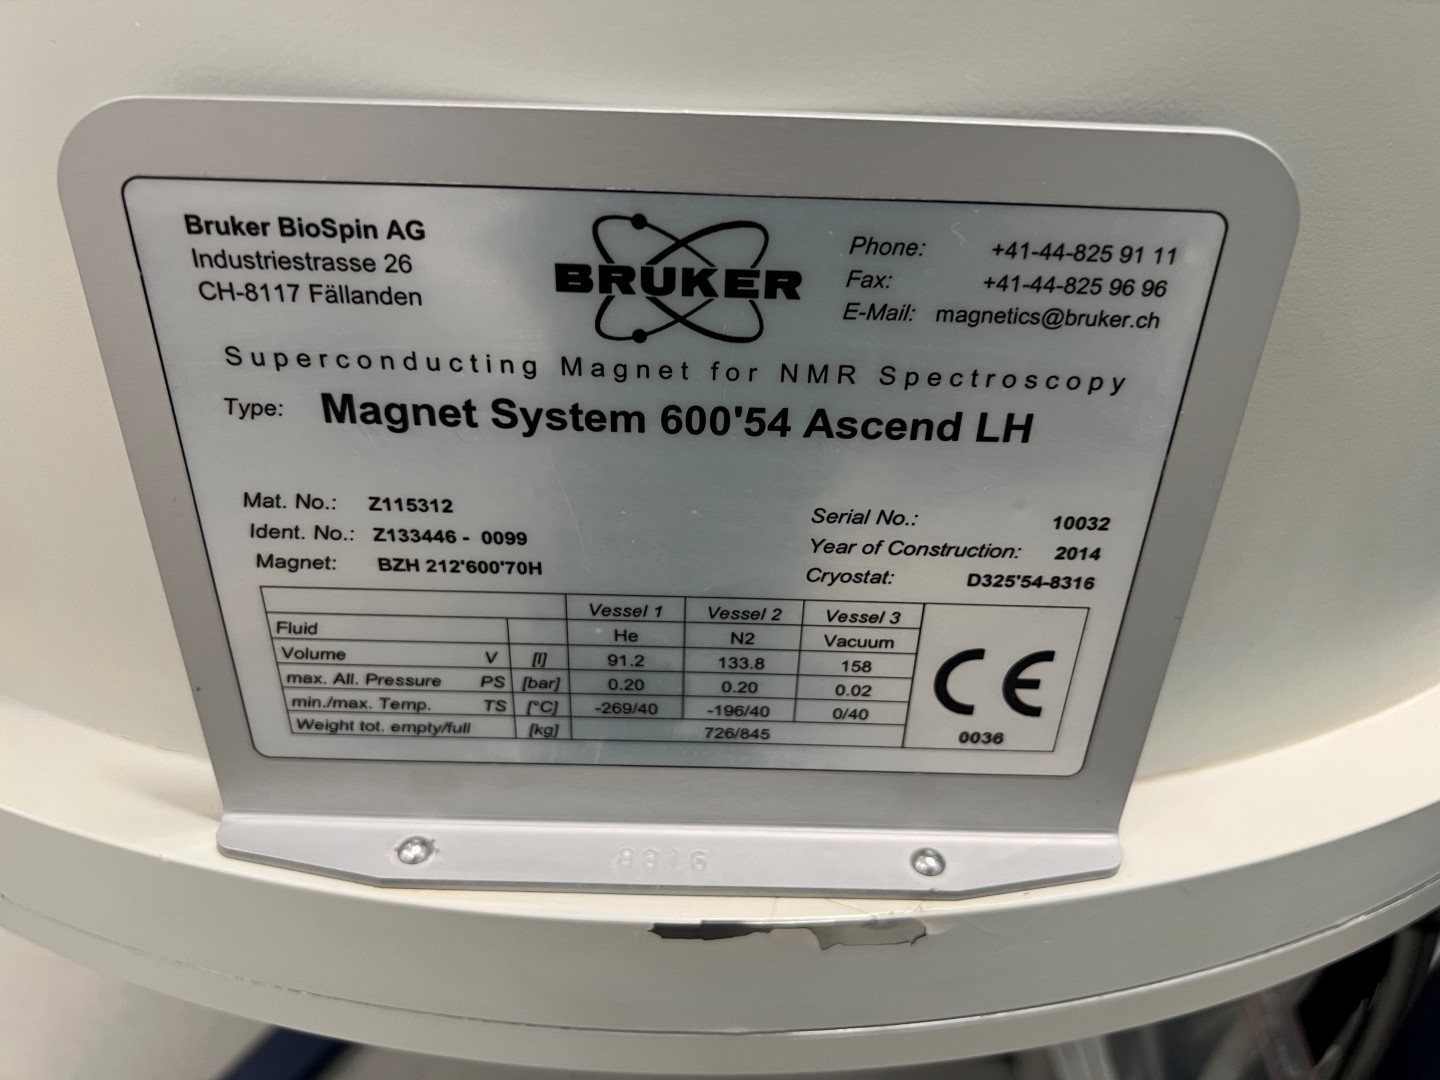 Bruker BioSpin AG
Industriestrasse 26
CH-8117 Fällanden
BRUKER
Phone: +41-44-825 91 11
Fax: +41-44-825 96 96
E-Mail: magnetics@bruker.ch
Superconducting Magnet for NMR Spectroscopy
Type: Magnet System 600'54 Ascend LH
Mat. No.: Z115312
Ident. No.: Z133446 - 0099
Magnet: BZH 212'600'70H
Serial No.: 10032
Year of Construction: 2014
Cryostat: D325'54-8316
Vessel 1 Vessel 2 Vessel 3
Fluid He N2 Vacuum
Volume V [l] 91.2 133.8 158
max. All. Pressure PS [bar] 0.20 0.20 0.02
min./max. Temp. TS [°C] -269/40 -196/40 0/40
Weight tot. empty/full [kg] 726/845
CE
0036
8316